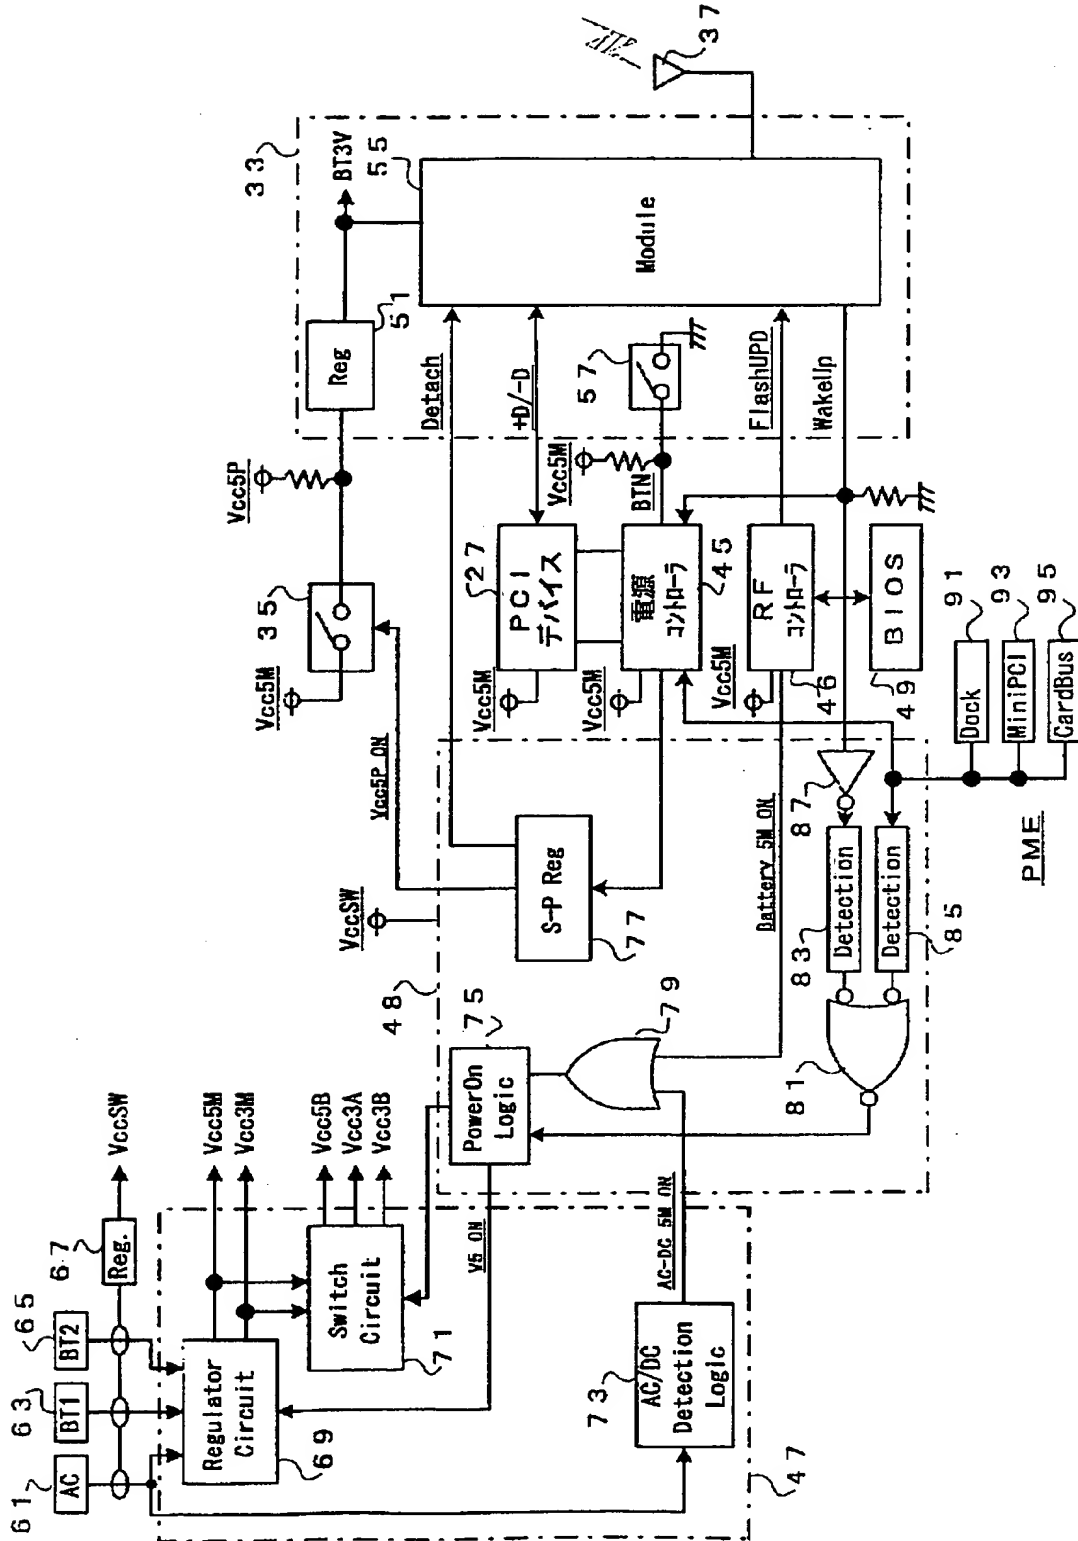 61
AC
63
BT1
65
BT2
67
Reg.
VccSW
Regulator
Circuit
69
Vcc5M
Vcc3M
Switch
Circuit
71
Vcc5B
Vcc3A
Vcc3B
V5 ON
73
AC/DC
Detection
Logic
AC-DC 5M ON
47
48
VccSW
PowerOn
Logic
75
79
81
S-P Reg
77
Vcc5P ON
Battery 5M ON
83
Detection
Detection
85
87
Vcc5M
35
Vcc5P
Vcc5M
PCI
デバイス
27
Vcc5M
電源
コントローラ
45
Vcc5M
RF
コントローラ
46
BIOS
49
Dock
91
MiniPCI
93
CardBus
95
PME
33
Reg
51
BT3V
55
Module
Detach
+D/-D
Vcc5M
BTN
57
FlashUPD
WakeUp
37